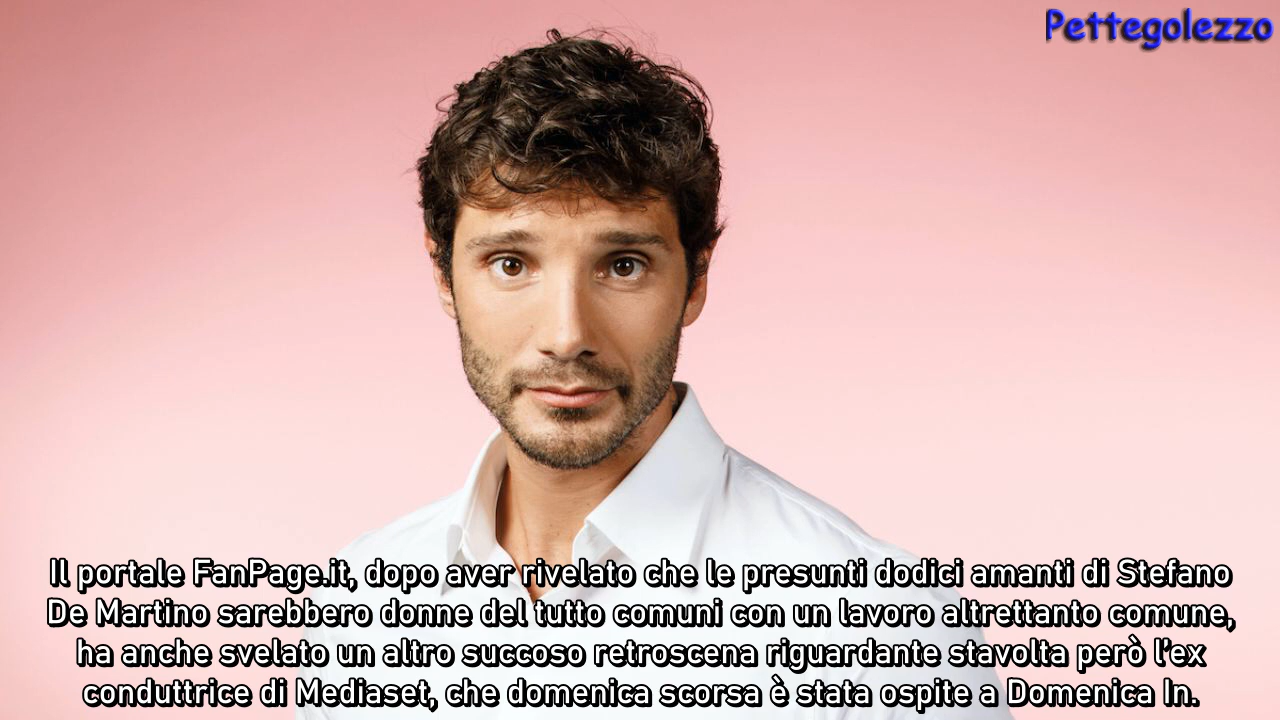 Pettegolezzo
Il portale FanPage.it, dopo aver rivelato che le presunti dodici amanti di Stefano
De Martino sarebbero donne del tutto comuni con un lavoro altrettanto comune,
ha anche svelato un altro succoso retroscena riguardante stavolta però l'ex
conduttrice di Mediaset, che domenica scorsa è stata ospite a Domenica In.